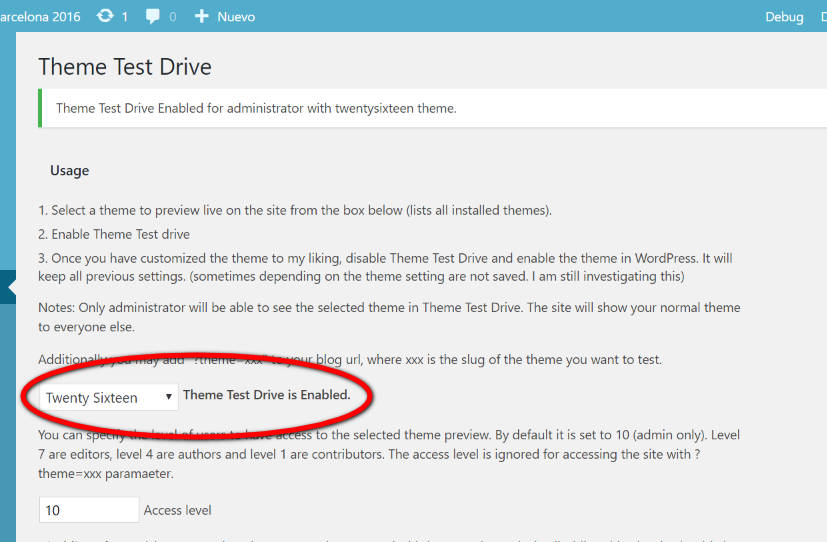 arcelona 2016 1 0 Nuevo Debug
Theme Test Drive
Theme Test Drive Enabled for administrator with twentysixteen theme.
Usage
1. Select a theme to preview live on the site from the box below (lists all installed themes).
2. Enable Theme Test drive
3. Once you have customized the theme to my liking, disable Theme Test Drive and enable the theme in WordPress. It will
keep all previous settings. (sometimes depending on the theme setting are not saved. I am still investigating this)
Notes: Only administrator will be able to see the selected theme in Theme Test Drive. The site will show your normal theme
to everyone else.
Additionally you may add "?theme=xxx" to your blog url, where xxx is the slug of the theme you want to test.
Twenty Sixteen Theme Test Drive is Enabled.
You can specify the level of users to have access to the selected theme preview. By default it is set to 10 (admin only). Level
7 are editors, level 4 are authors and level 1 are contributors. The access level is ignored for accessing the site with ?
theme=xxx paramaeter.
10 Access level